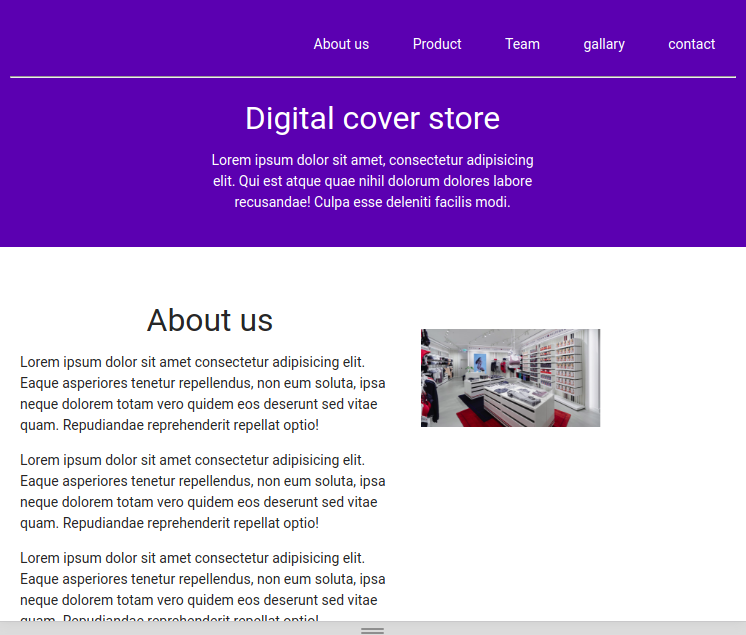 About us Product Team gallary contact
Digital cover store
Lorem ipsum dolor sit amet, consectetur adipisicing
elit. Qui est atque quae nihil dolorum dolores labore
recusandae! Culpa esse deleniti facilis modi.
About us
Lorem ipsum dolor sit amet consectetur adipisicing elit.
Eaque asperiores tenetur repellendus, non eum soluta, ipsa
neque dolorem totam vero quidem eos deserunt sed vitae
quam. Repudiandae reprehenderit repellat optio!
Lorem ipsum dolor sit amet consectetur adipisicing elit.
Eaque asperiores tenetur repellendus, non eum soluta, ipsa
neque dolorem totam vero quidem eos deserunt sed vitae
quam. Repudiandae reprehenderit repellat optio!
Lorem ipsum dolor sit amet consectetur adipisicing elit.
Eaque asperiores tenetur repellendus, non eum soluta, ipsa
neque dolorem totam vero quidem eos deserunt sed vitae
quam. Repudiandae reprehenderit repellat optio!